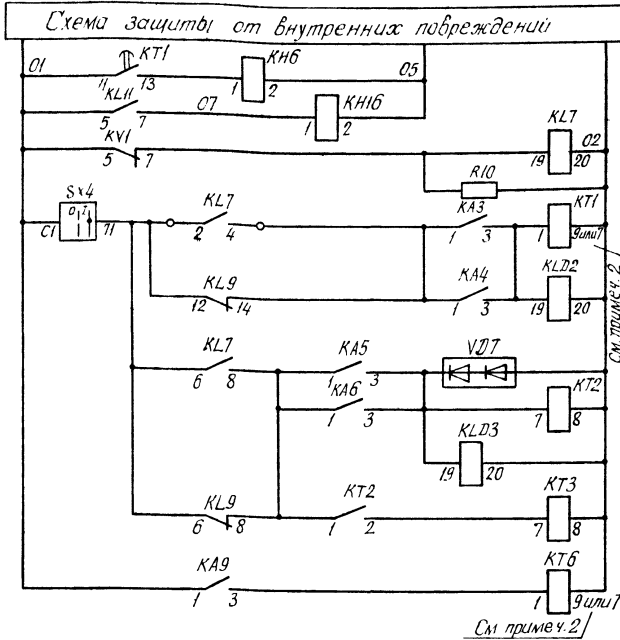 Схема защиты от внутренних повреждений
01 KT1 05
11 13 KH6
1 2
KL11 07
5 7 KH16
1 2
KV1 KL7 02
5 7 19 20
R10
SX4 KL7 KA3 KT1
0 1
C1 71 2 4 1 3 1 9 или 7
KL9 KA4 KLD2
12 14 1 3 19 20
См примеч. 2
KL7 KA5 VD7
6 8 1 3
KA6 KT2
1 3 7 8
KLD3
19 20
KL9 KT2 KT3
6 8 1 2 7 8
KA9 KT6
1 3 1 9 или 7
См примеч. 2